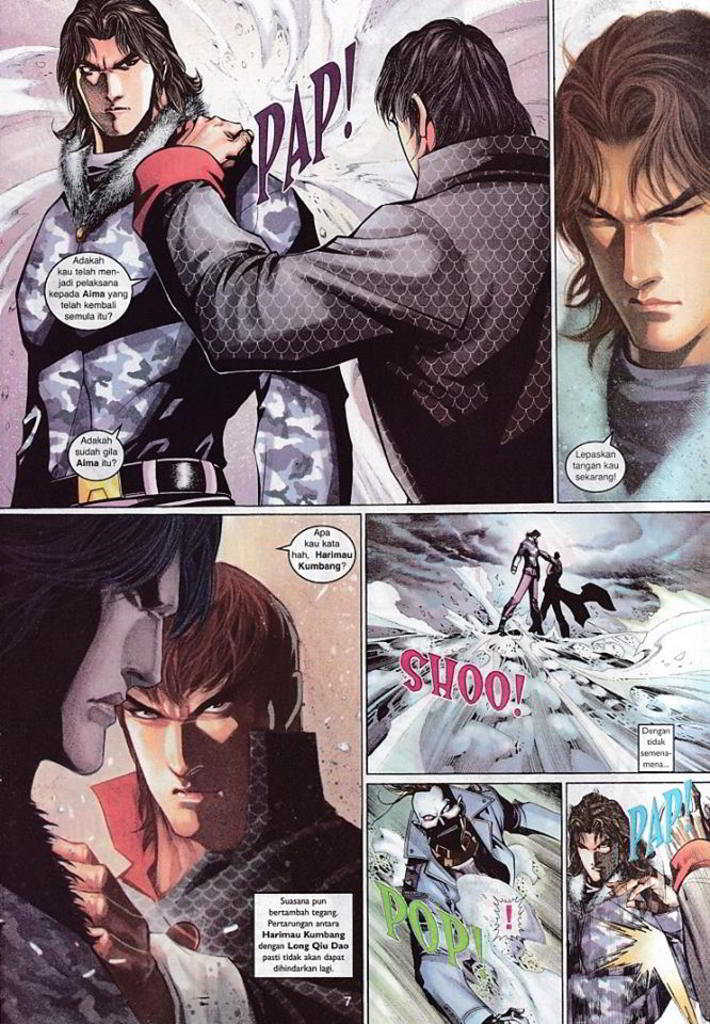 PAP!
Adakah
kau telah men-
jadi pelaksana
kepada Aima yang
telah kembali
semula itu?
Adakah
sudah gila
Aima itu?
Lepaskan
tangan kau
sekarang!
Apa
kau kata
hah, Harimau
Kumbang?
Suasana pun
bertambah tegang.
Pertarungan antara
Harimau Kumbang
dengan Long Qiu Dao
pasti tidak akan dapat
dihindarkan lagi.
7
SHOO!
Dengan
tidak
semena-
mena...
POP!
!
PAP!